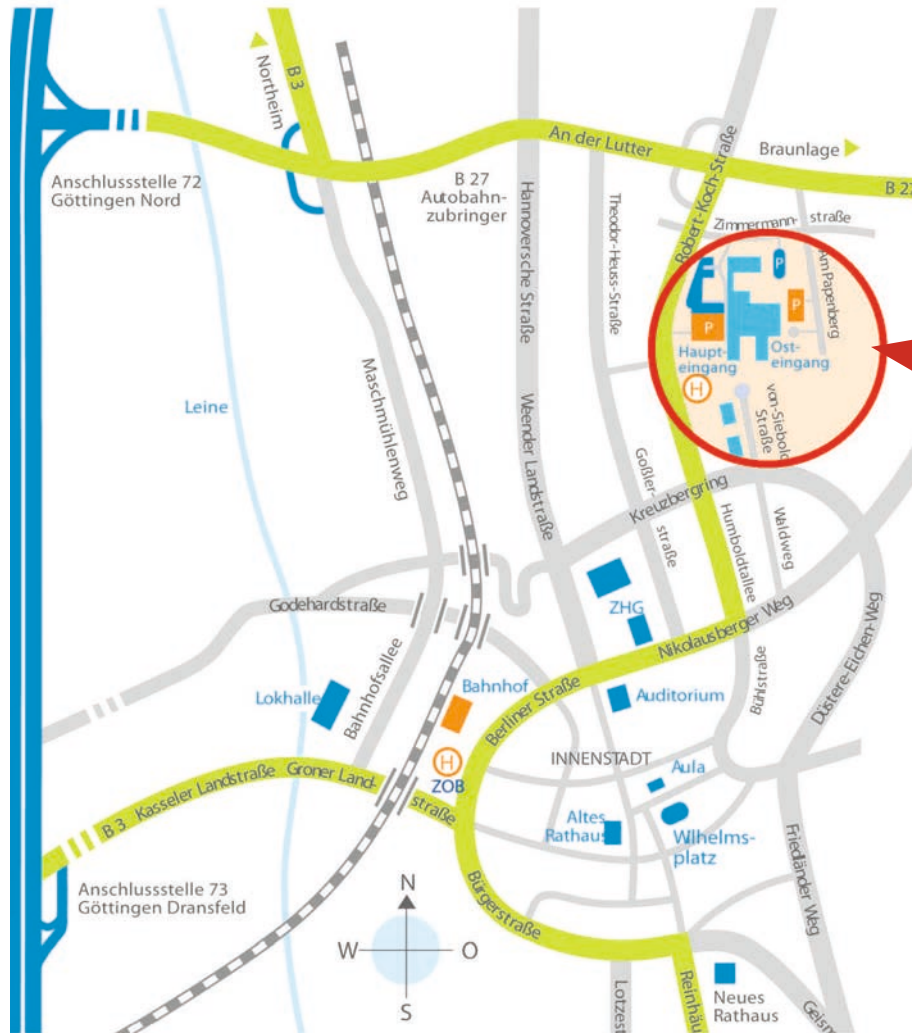 Northeim
B 3
Anschlussstelle 72
Göttingen Nord
B 27
Autobahn-
zubringer
An der Lutter
Braunlage
B 27
Hannoversche Straße
Theodor-Heuss-Straße
Robert-Koch-Straße
Zimmermann-
straße
Am Papenberg
P
P
P
Haupt-
eingang
Ost-
eingang
H
von-Siebold
Straße
Leine
Maschmühlenweg
Weender Landstraße
Goßler-
straße
Kreuzbergring
Humboldtallee
Waldweg
ZHG
Godehardstraße
Nikolausberger Weg
Bahnhofsallee
Lokhalle
Bahnhof
Berliner Straße
Auditorium
Bühlstraße
Düstere-Eichen-Weg
H
ZOB
INNENSTADT
Aula
B 3 Kasseler Landstraße
Groner Land-
straße
Altes
Rathaus
Wlhelms-
platz
Friedländer Weg
Anschlussstelle 73
Göttingen Dransfeld
Bürgerstraße
N
W
O
S
Lotzest
Reinhäu
Neues
Rathaus
Geis